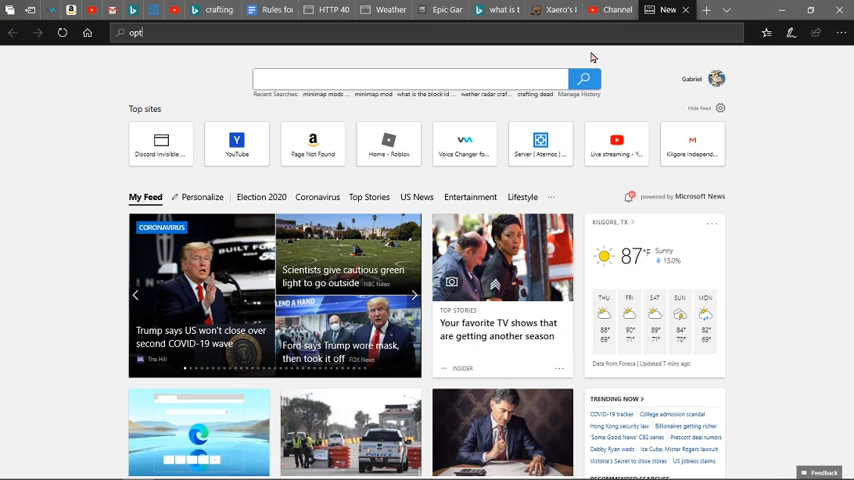 crafting
Rules for
HTTP 40
Weather
Epic Gar
what is t
Xaero's I
Channel
New
opt
Gabriel
Recent Searches: minimap mods ... minimap mod what is the block id ... wether radar craf... crafting dead Manage History
Top sites
Hide Feed
Discord Invisible ...
YouTube
Page Not Found
Home - Roblox
Voice Changer fo...
Server | Aternos | ...
Live streaming - Y...
Kilgore Independ...
My Feed Personalize Election 2020 Coronavirus Top Stories US News Entertainment Lifestyle ...
powered by Microsoft News
CORONAVIRUS
Trump says US won't close over
second COVID-19 wave
The Hill
Scientists give cautious green
light to go outside NBC News
Ford says Trump wore mask,
then took it off FOX News
TOP STORIES
Your favorite TV shows that
are getting another season
INSIDER
KILGORE, TX
87°F
Sunny
13.0%
THU FRI SAT SUN MON
88° 90° 89° 84° 82°
69° 71° 71° 70° 69°
Data from Foreca | Updated 7 mins ago
TRENDING NOW
COVID-19 tracker College admission scandal
Hong Kong security law Billionaires getting richer
'Some Good News' CBS series Prescott deal rumors
Debby Ryan weds Ice Cube, Mister Rogers lawsuit
Victoria's Secret to close stores US jobless claims
Feedback